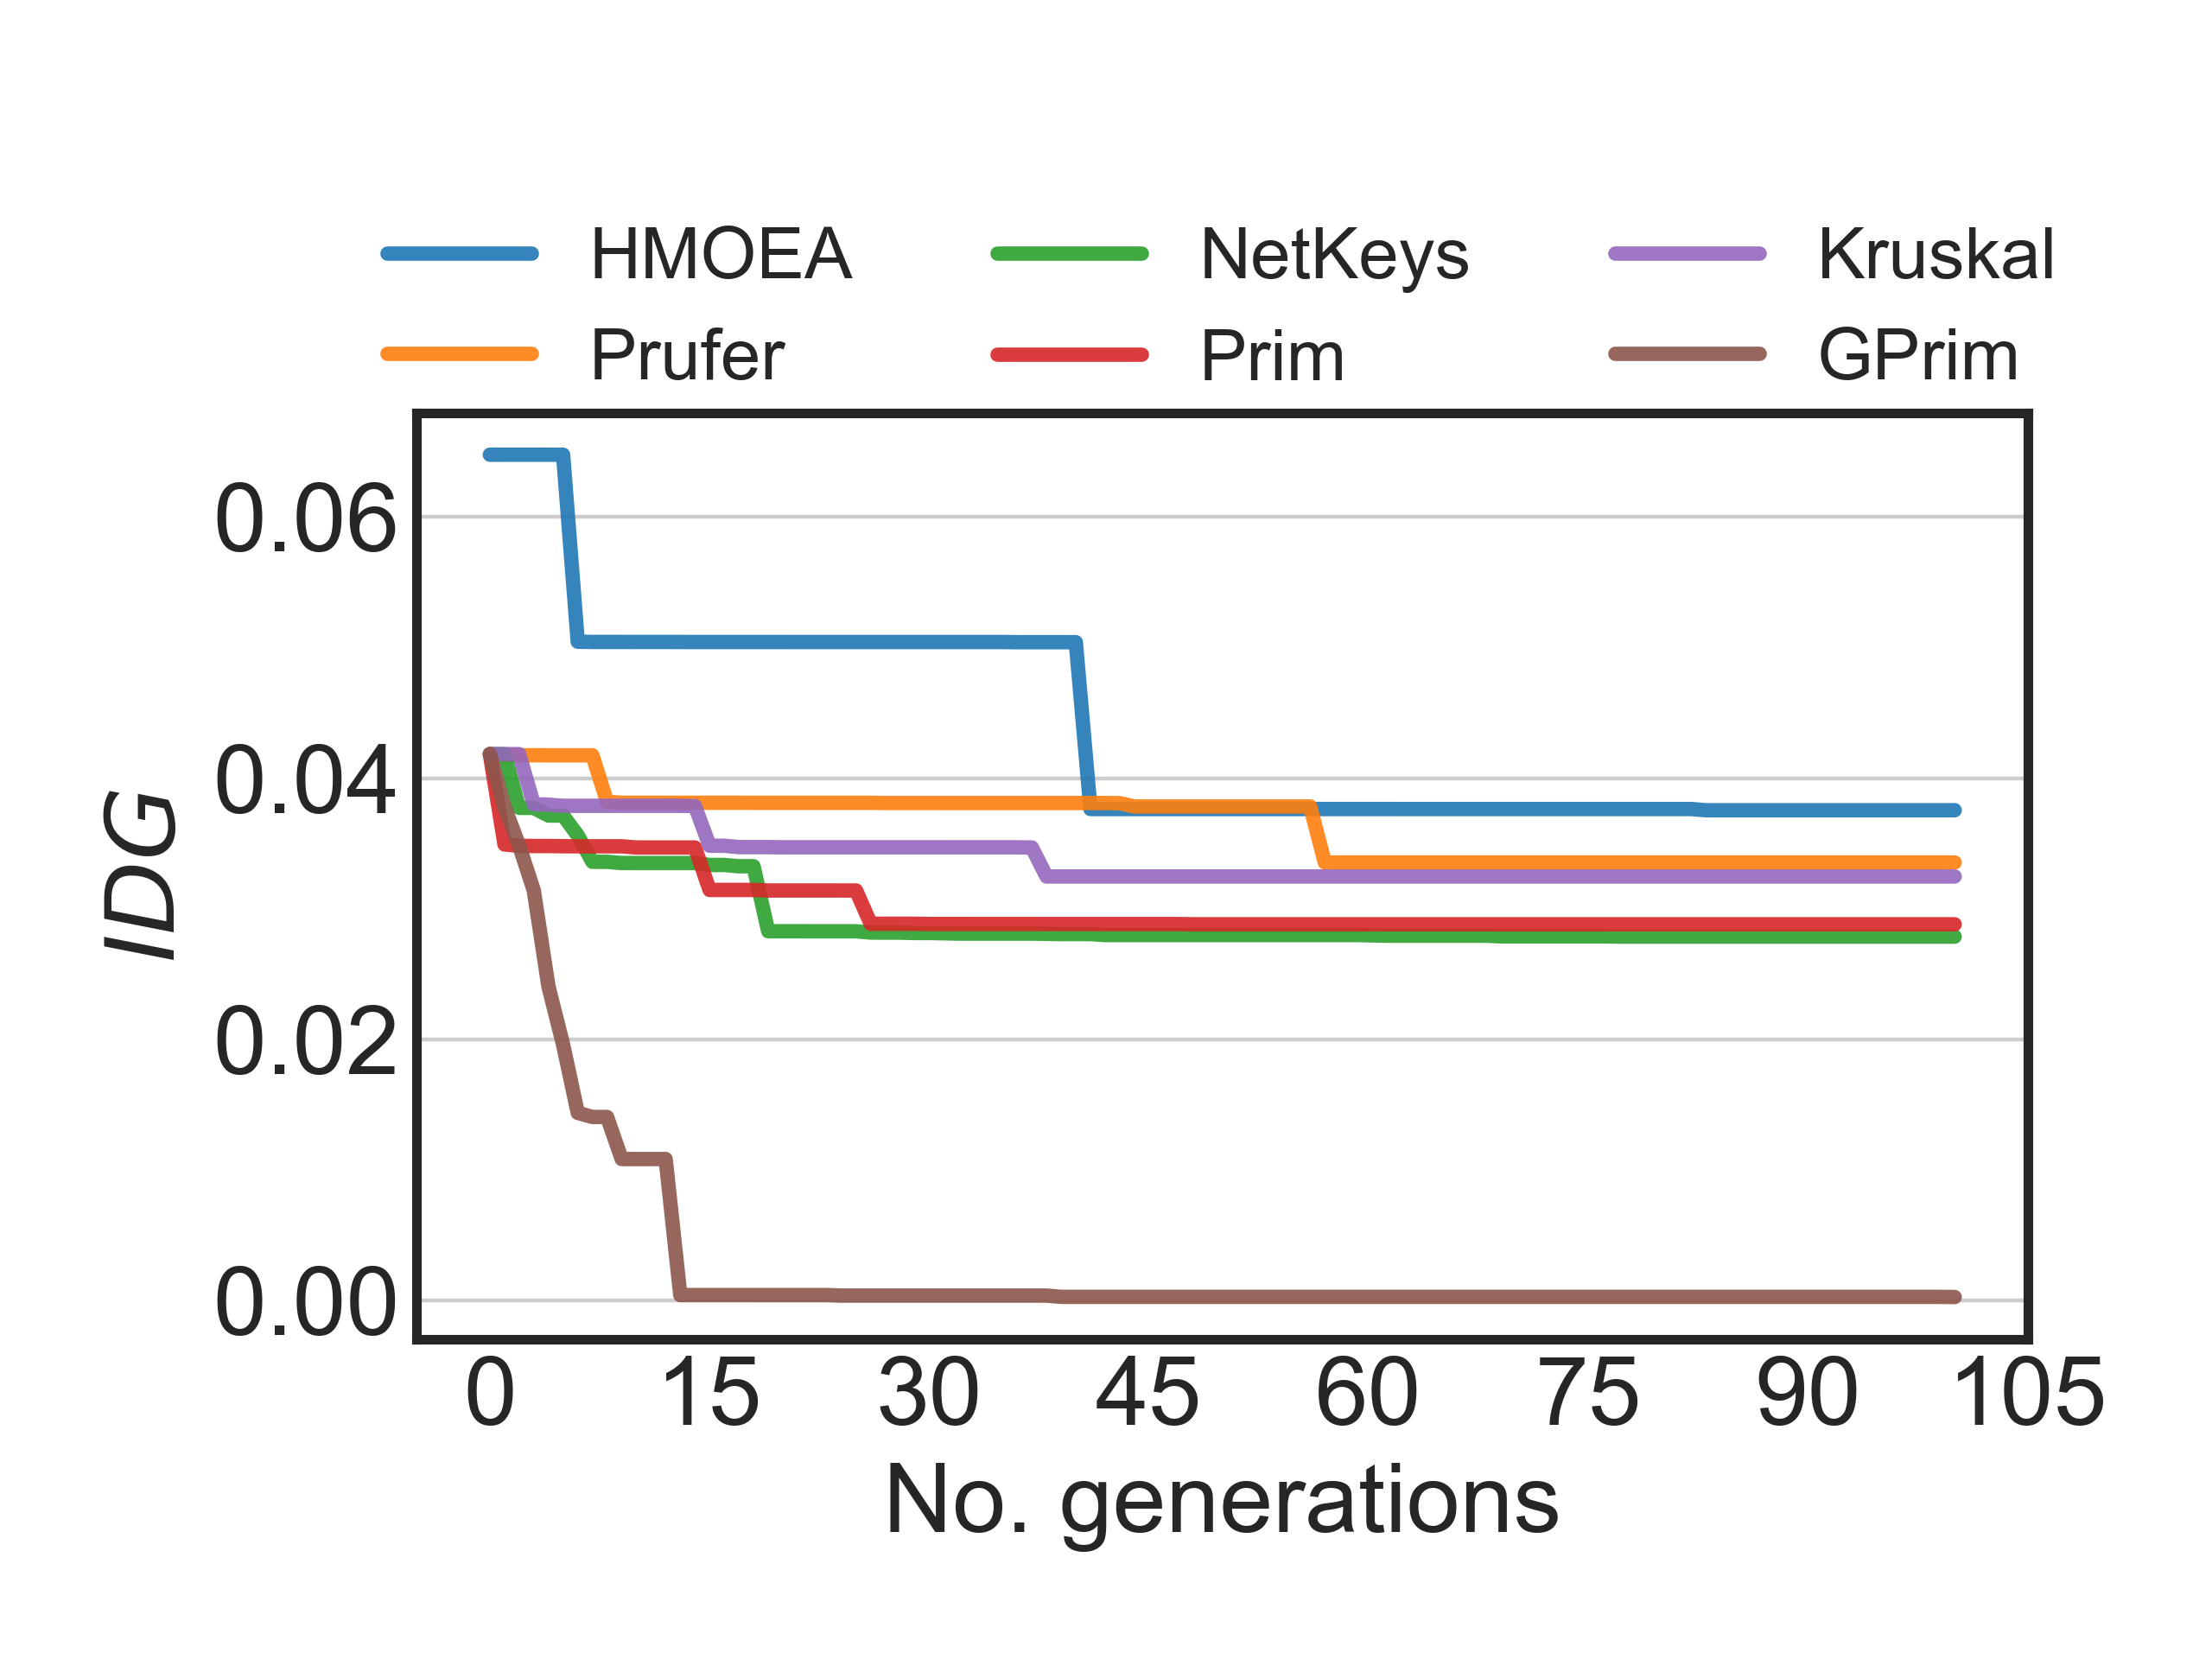 HMOEA NetKeys Kruskal
Prufer Prim GPrim
0.06
0.04
0.02
0.00
IDG
0 15 30 45 60 75 90 105
No. generations